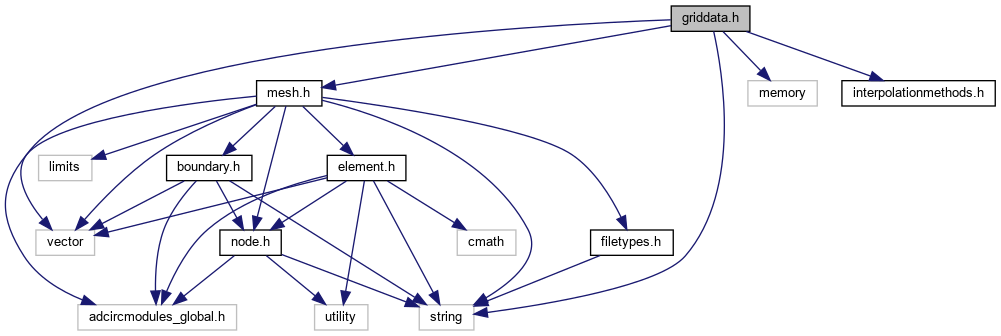 griddata.h
mesh.h
memory
interpolationmethods.h
limits
boundary.h
element.h
vector
node.h
cmath
filetypes.h
adcircmodules_global.h
utility
string